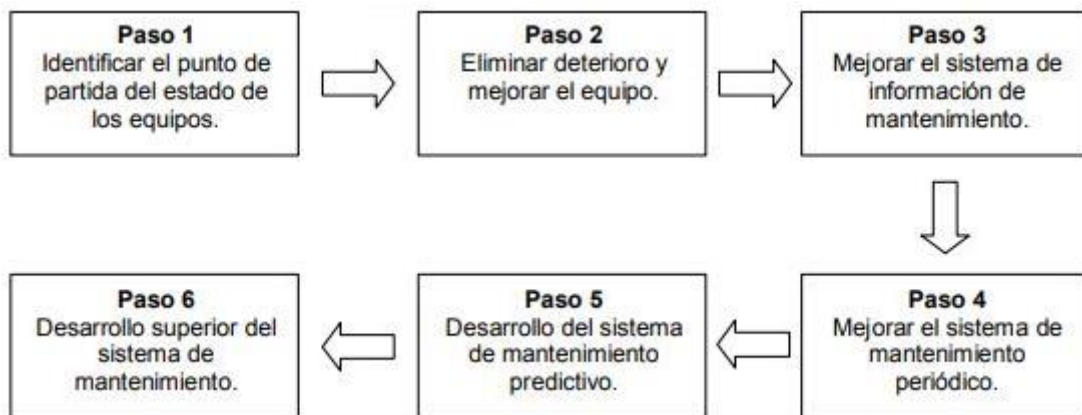 Paso 1
Identificar el punto de
partida del estado de
los equipos.
Paso 2
Eliminar deterioro y
mejorar el equipo.
Paso 3
Mejorar el sistema de
información de
mantenimiento.
Paso 4
Mejorar el sistema de
mantenimiento
periódico.
Paso 5
Desarrollo del sistema
de mantenimiento
predictivo.
Paso 6
Desarrollo superior del
sistema de
mantenimiento.